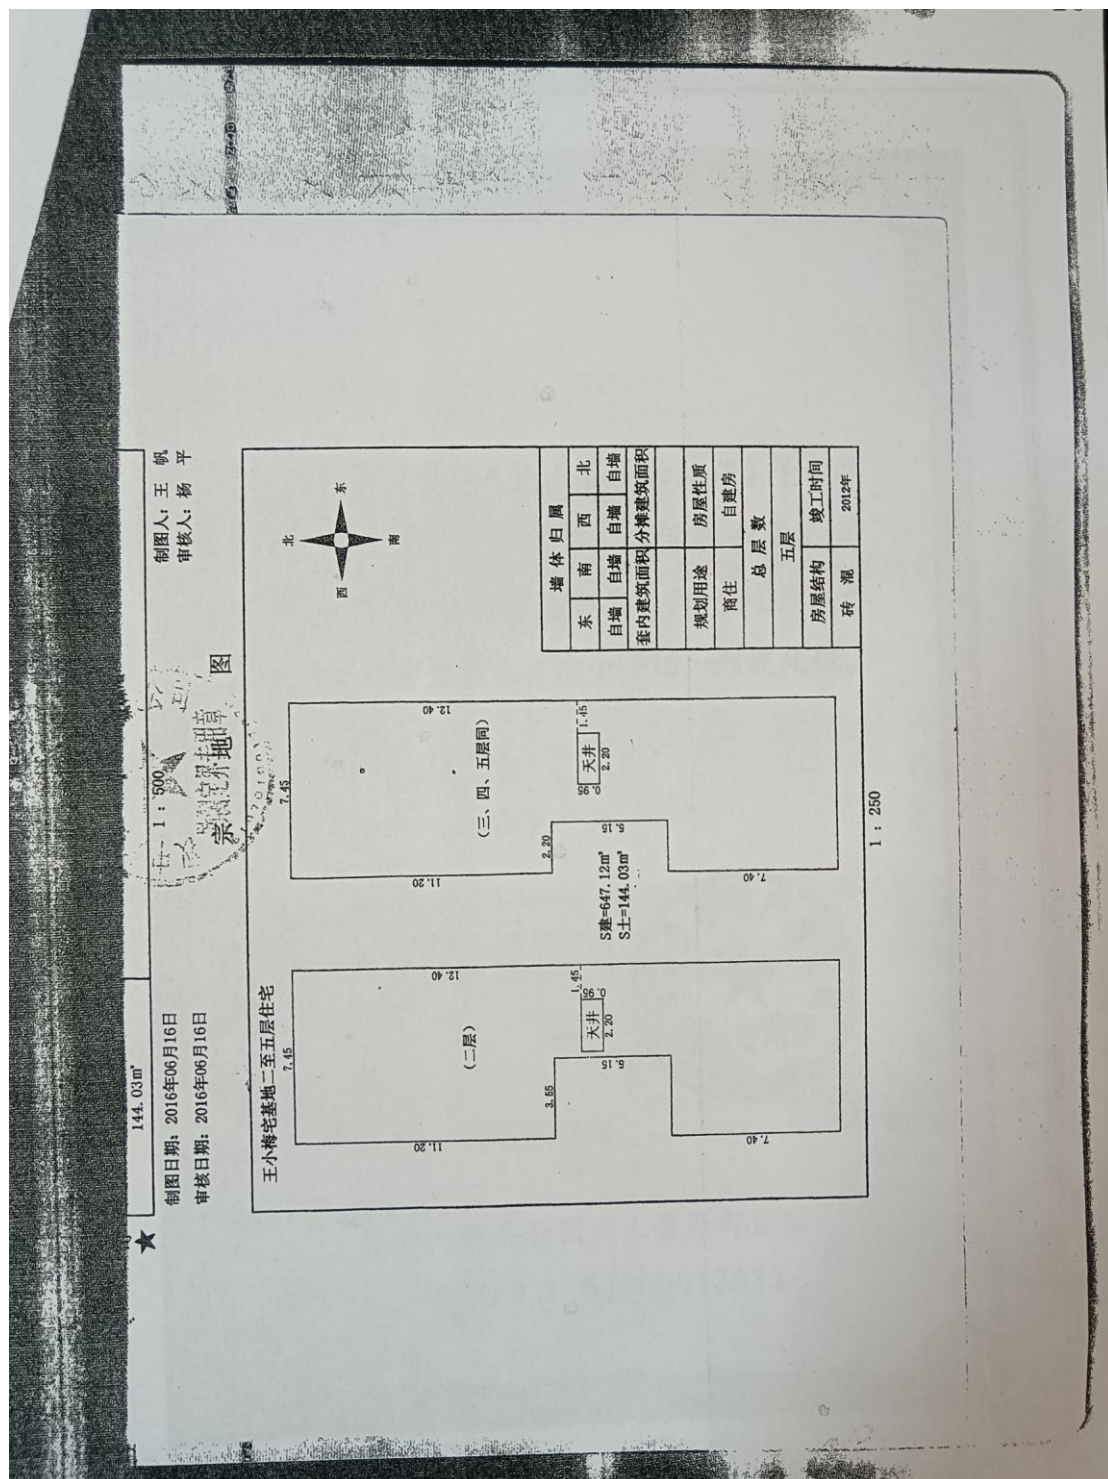 144.03㎡
制图日期：2016年06月16日
审核日期：2016年06月16日
1：500
制图人：王 帆
审核人：杨 平
宗 地 图
王小梅宅基地二至五层住宅
北
西
东
南
7.45
11.20
12.40
（二层）
3.65
5.15
1.45
0.95
天井
2.20
7.40
S建=647.12㎡
S土=144.03㎡
7.45
11.20
12.40
（三、四、五层同）
2.20
5.15
1.45
0.95
天井
2.20
7.40
墙 体 归 属
东 南 西 北
自墙 自墙 自墙 自墙
套内建筑面积 分摊建筑面积
规划用途 房屋性质
商住 自建房
总 层 数
五层
房屋结构 竣工时间
砖 混 2012年
1：250